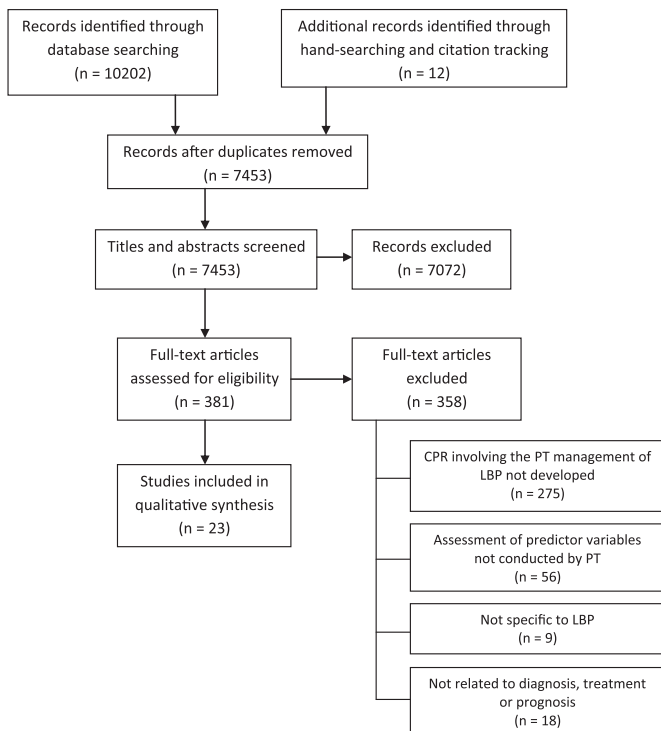 Records identified through
database searching
(n = 10202)
Additional records identified through
hand-searching and citation tracking
(n = 12)
Records after duplicates removed
(n = 7453)
Titles and abstracts screened
(n = 7453)
Records excluded
(n = 7072)
Full-text articles
assessed for eligibility
(n = 381)
Full-text articles
excluded
(n = 358)
Studies included in
qualitative synthesis
(n = 23)
CPR involving the PT management of
LBP not developed
(n = 275)
Assessment of predictor variables
not conducted by PT
(n = 56)
Not specific to LBP
(n = 9)
Not related to diagnosis, treatment
or prognosis
(n = 18)